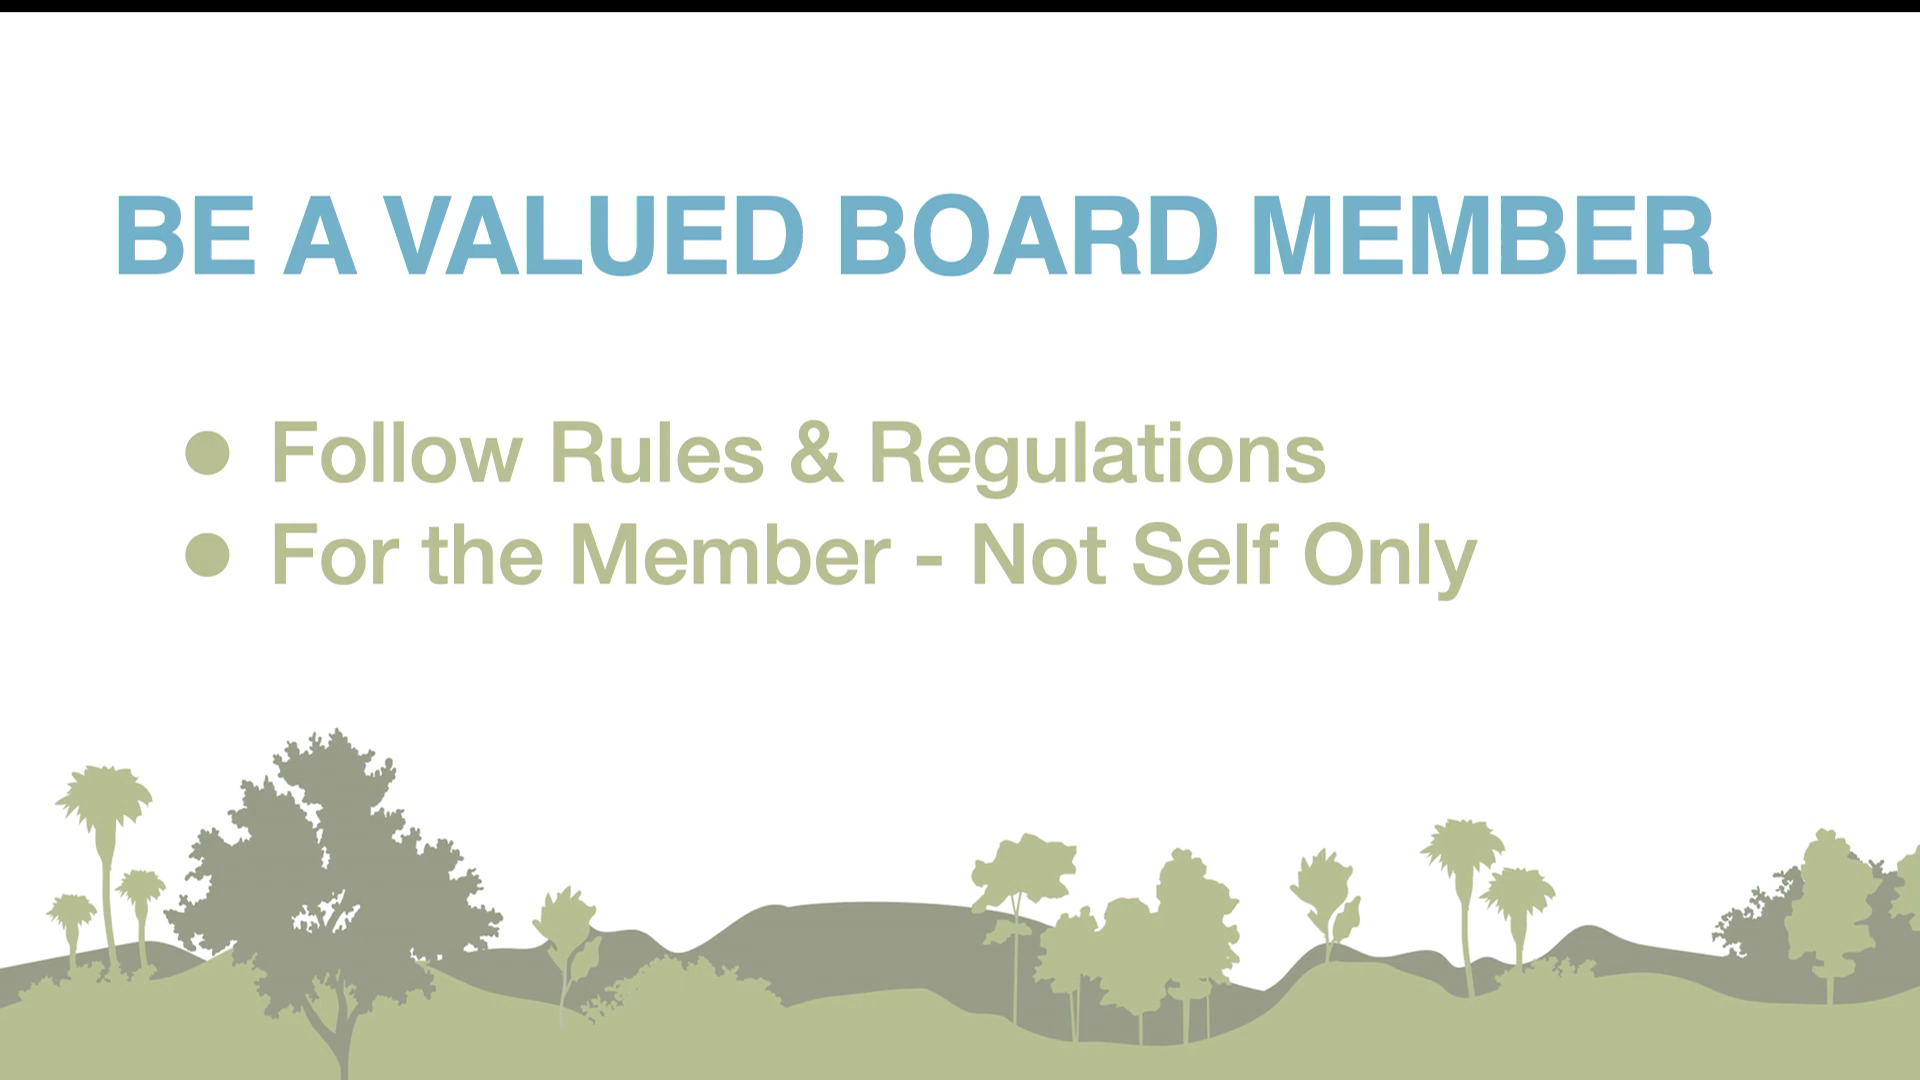 BE A VALUED BOARD MEMBER
● Follow Rules & Regulations
● For the Member - Not Self Only